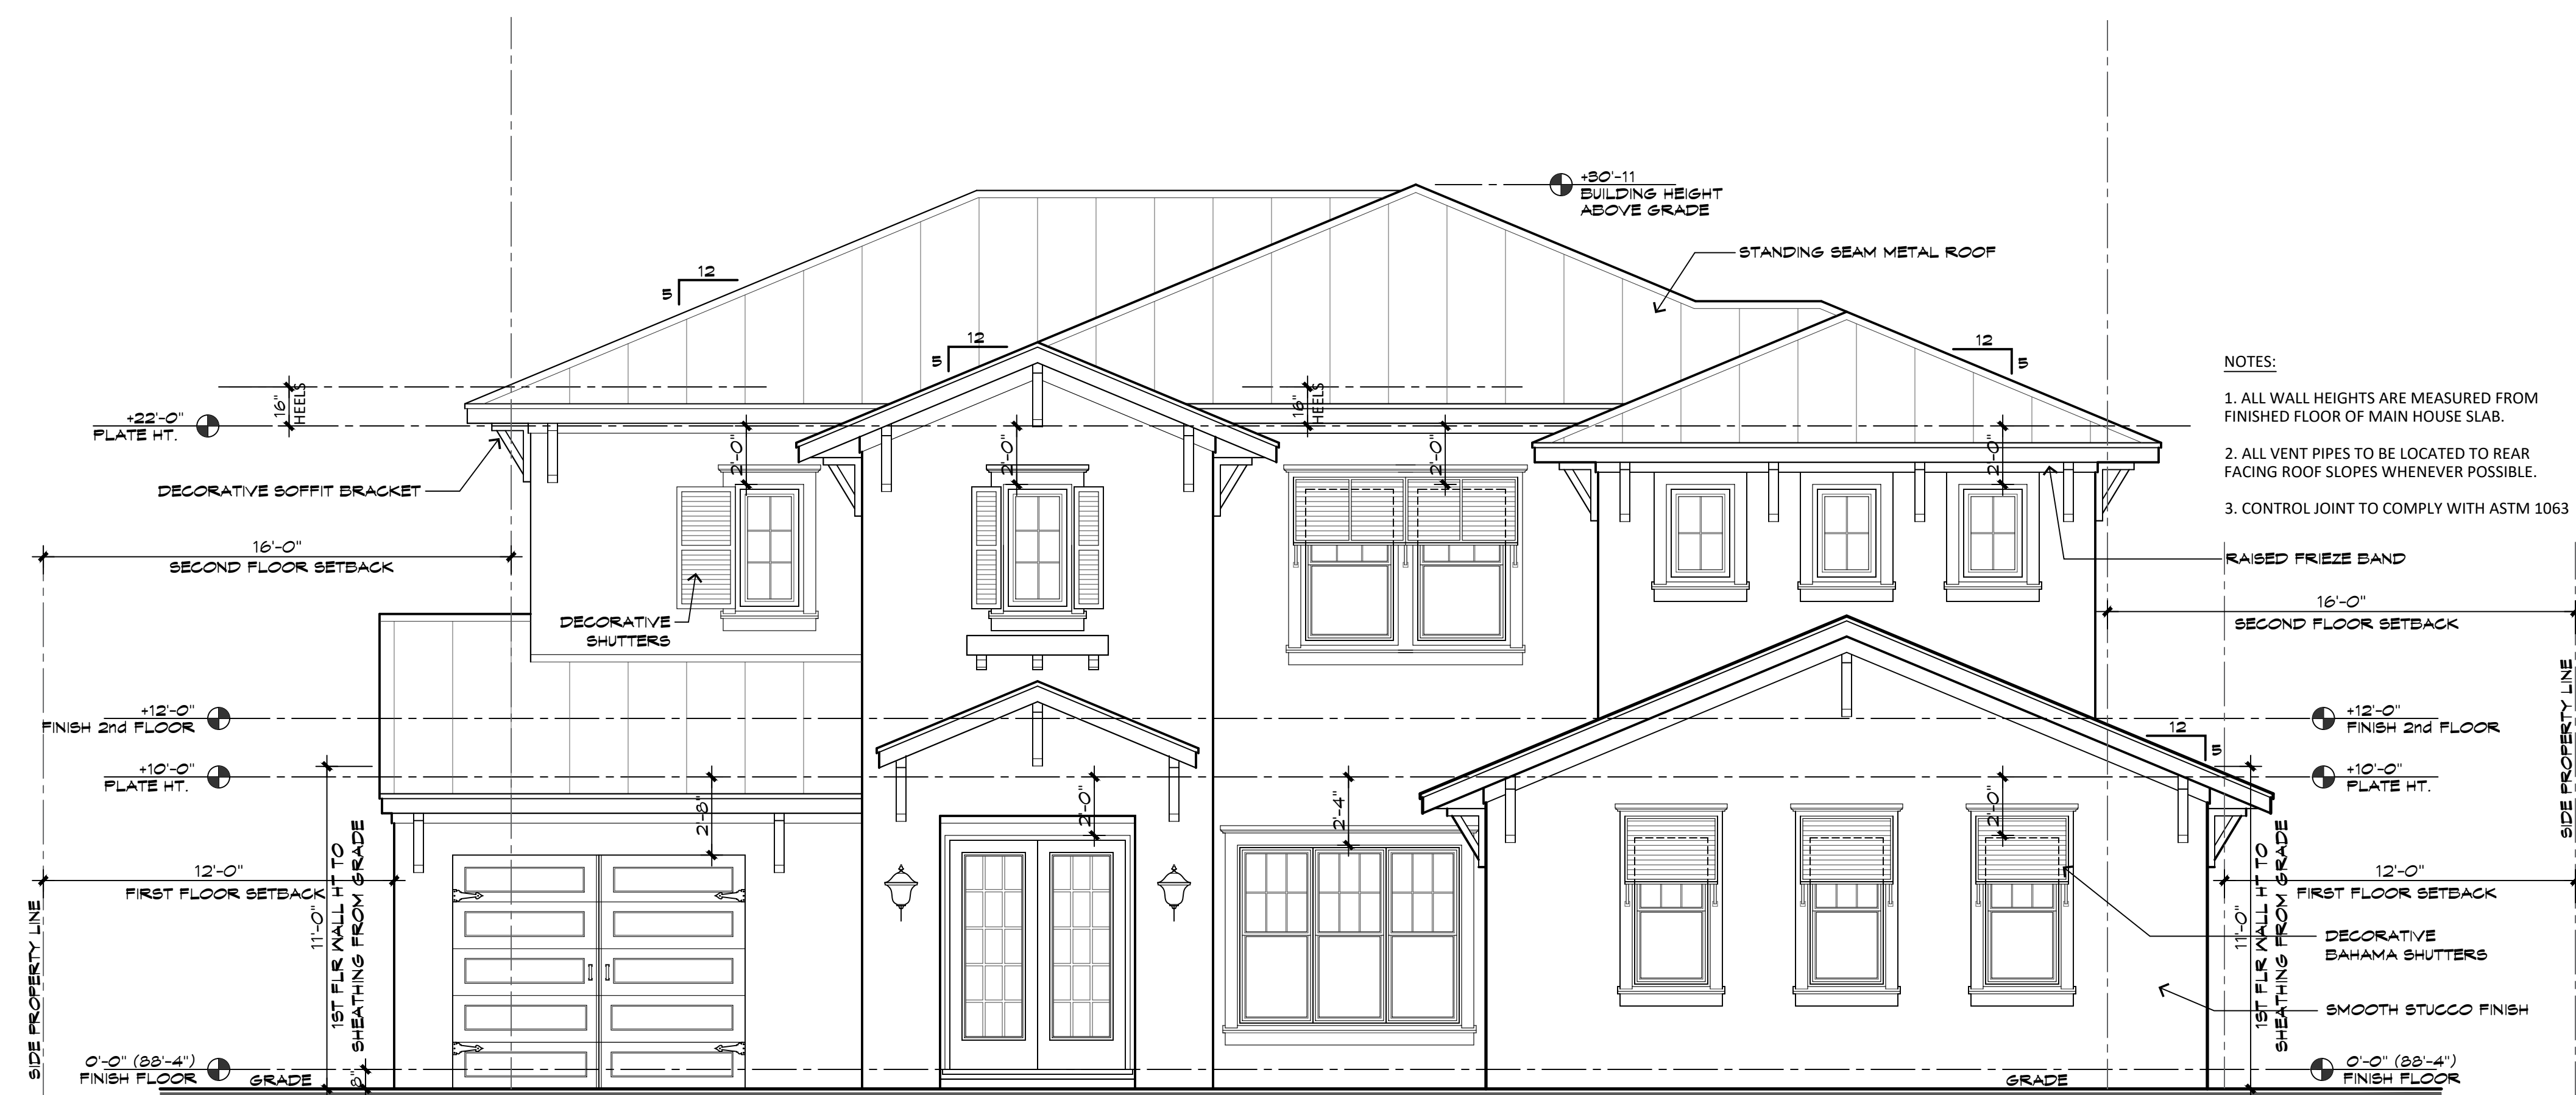 +30'-11
BUILDING HEIGHT
ABOVE GRADE
STANDING SEAM METAL ROOF
12
5
12
5
12
5
NOTES:
1. ALL WALL HEIGHTS ARE MEASURED FROM
FINISHED FLOOR OF MAIN HOUSE SLAB.
2. ALL VENT PIPES TO BE LOCATED TO REAR
FACING ROOF SLOPES WHENEVER POSSIBLE.
3. CONTROL JOINT TO COMPLY WITH ASTM 1063
16"
HEELS
16"
HEELS
+22'-0"
PLATE HT.
2'-0"
2'-0"
2'-0"
2'-0"
DECORATIVE SOFFIT BRACKET
16'-0"
SECOND FLOOR SETBACK
RAISED FRIEZE BAND
DECORATIVE
SHUTTERS
16'-0"
SECOND FLOOR SETBACK
+12'-0"
FINISH 2nd FLOOR
+12'-0"
FINISH 2nd FLOOR
12
5
+10'-0"
PLATE HT.
+10'-0"
PLATE HT.
2'-8"
2'-0"
2'-4"
2'-0"
12'-0"
FIRST FLOOR SETBACK
12'-0"
FIRST FLOOR SETBACK
11'-0"
1ST FLR WALL HT TO
SHEATHING FROM GRADE
11'-0"
1ST FLR WALL HT TO
SHEATHING FROM GRADE
SIDE PROPERTY LINE
SIDE PROPERTY LINE
DECORATIVE
BAHAMA SHUTTERS
SMOOTH STUCCO FINISH
0'-0" (88'-4")
FINISH FLOOR
8"
GRADE
GRADE
0'-0" (88'-4")
FINISH FLOOR